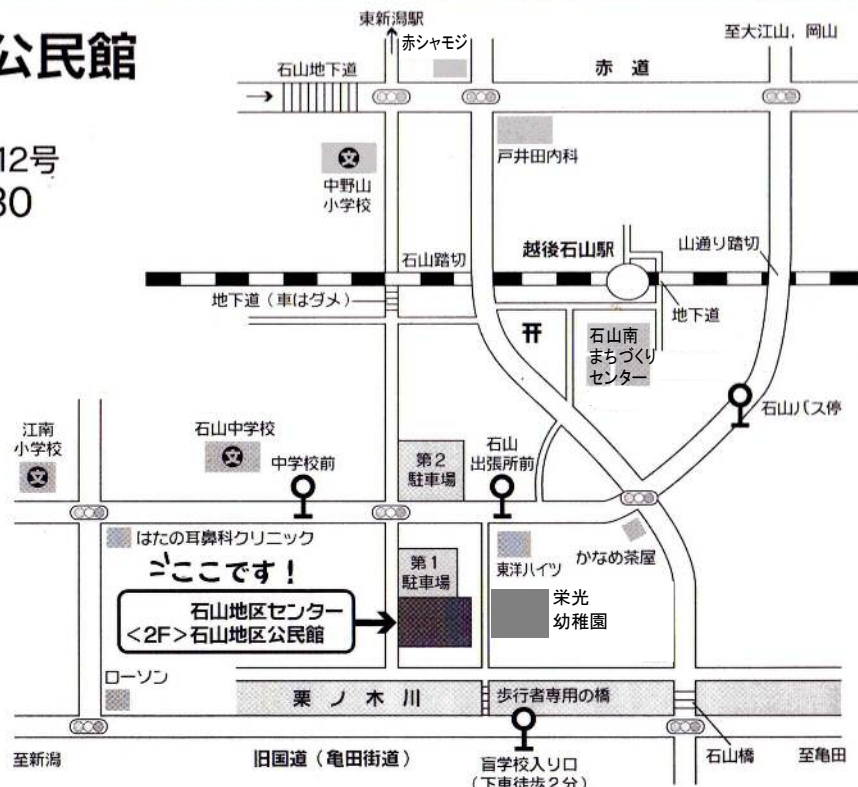 東新潟駅
赤シャモジ
至大江山，岡山
公民館
石山地下道
赤 道
12号
30
戸井田内科
中野山
小学校
石山踏切
越後石山駅
山通り踏切
地下道（車はダメ）
地下道
石山南
まちづくり
センター
石山バス停
江南
小学校
文
石山中学校
文
中学校前
第2
駐車場
石山
出張所前
はたの耳鼻科クリニック
ここです！
第1
駐車場
東洋ハイツ
かなめ茶屋
石山地区センター
<2F>石山地区公民館
栄光
幼稚園
ローソン
栗ノ木川
歩行者専用の橋
至新潟
旧国道（亀田街道）
盲学校入り口
（下車徒歩2分）
石山橋
至亀田
文